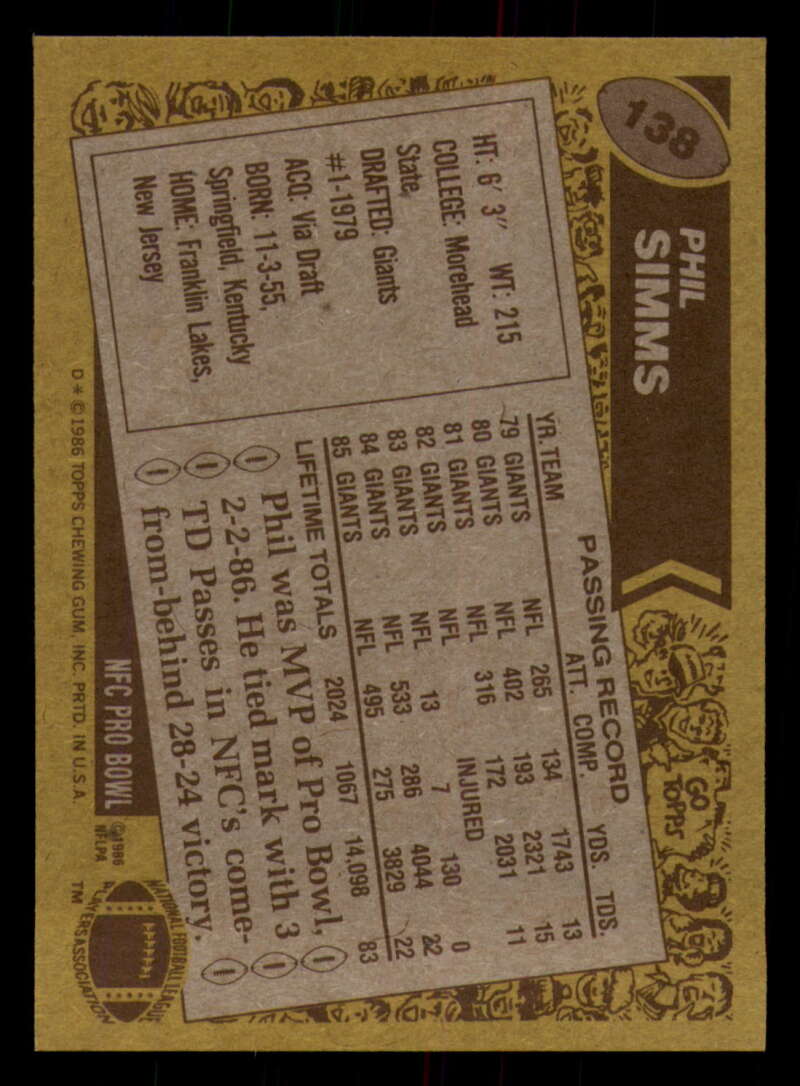 138
PHIL
SIMMS
GO
TOPPS
HT: 6' 3" WT: 215
COLLEGE: Morehead
State
DRAFTED: Giants
#1-1979
ACQ: Via Draft
BORN: 11-3-55,
Springfield, Kentucky
HOME: Franklin Lakes,
New Jersey
PASSING RECORD
YR. TEAM ATT. COMP. YDS. TDS.
79 GIANTS NFL 265 134 1743 13
80 GIANTS NFL 402 193 2321 15
81 GIANTS NFL 316 172 2031 11
82 GIANTS NFL INJURED
83 GIANTS NFL 13 7 130 0
84 GIANTS NFL 533 286 4044 22
85 GIANTS NFL 495 275 3829 22
LIFETIME TOTALS 2024 1067 14,098 83
Phil was MVP of Pro Bowl,
2-2-86. He tied mark with 3
TD Passes in NFC's come-
from-behind 28-24 victory.
NFC PRO BOWL
©1986
NFLPA
NATIONAL FOOTBALL LEAGUE
PLAYERS ASSOCIATION
TM
D * © 1986 TOPPS CHEWING GUM, INC. PRTD. IN U.S.A.